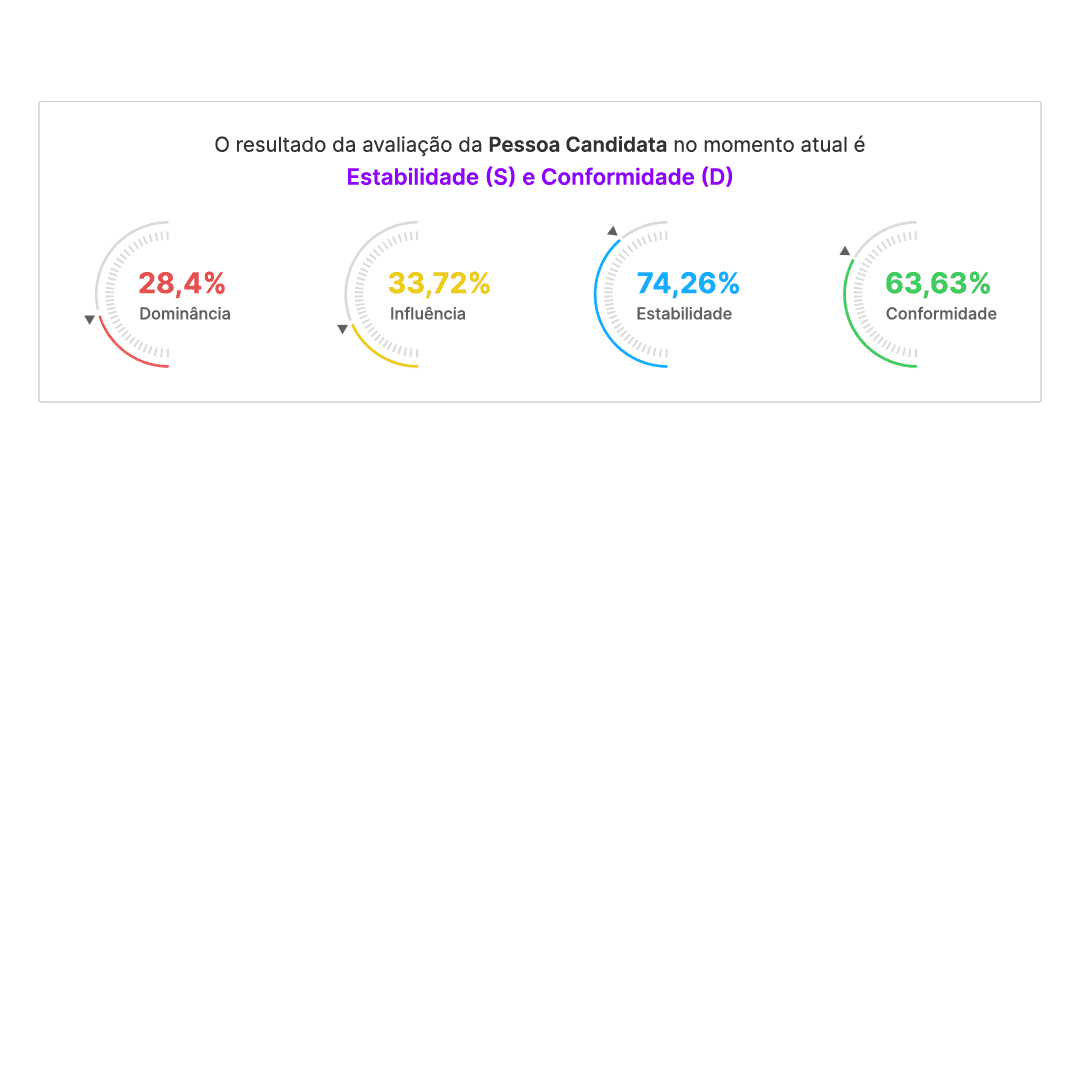 O resultado da avaliação da Pessoa Candidata no momento atual é
Estabilidade (S) e Conformidade (D)
28,4%
Dominância
33,72%
Influência
74,26%
Estabilidade
63,63%
Conformidade